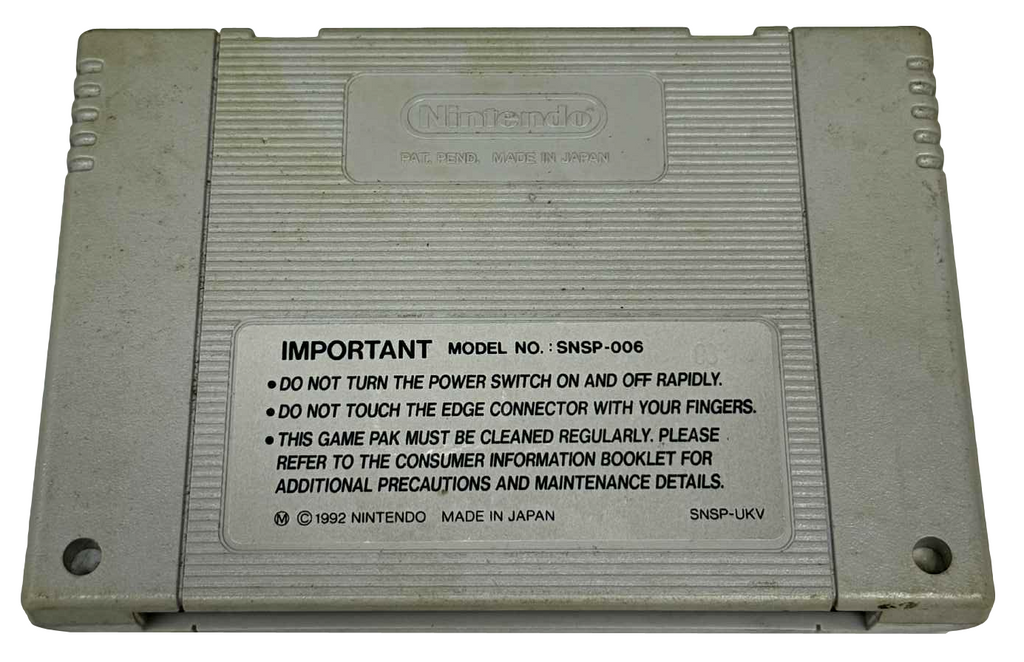 Nintendo
PAT. PEND. MADE IN JAPAN
IMPORTANT MODEL NO. : SNSP-006
• DO NOT TURN THE POWER SWITCH ON AND OFF RAPIDLY.
• DO NOT TOUCH THE EDGE CONNECTOR WITH YOUR FINGERS.
• THIS GAME PAK MUST BE CLEANED REGULARLY. PLEASE
REFER TO THE CONSUMER INFORMATION BOOKLET FOR
ADDITIONAL PRECAUTIONS AND MAINTENANCE DETAILS.
Ⓜ © 1992 NINTENDO MADE IN JAPAN SNSP-UKV